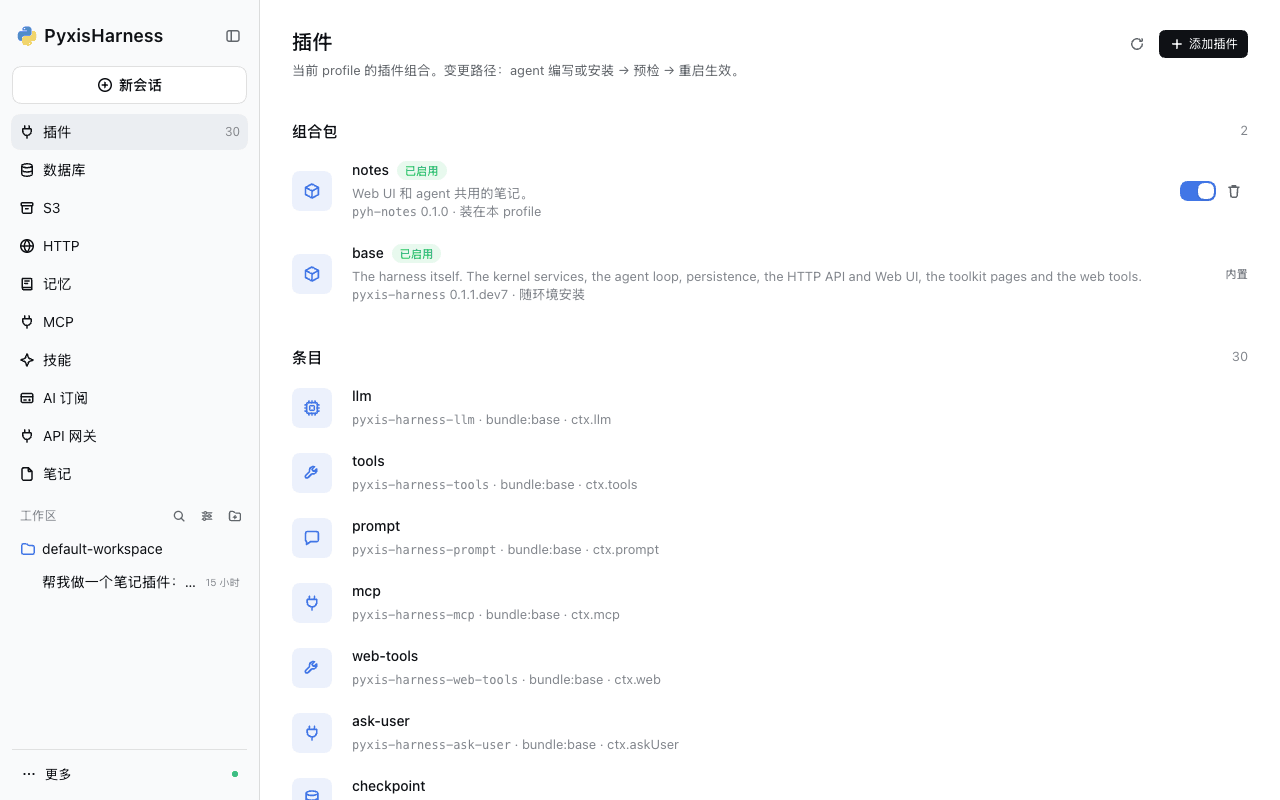 PyxisHarness
新会话
插件 30
数据库
S3
HTTP
记忆
MCP
技能
AI 订阅
API 网关
笔记
工作区
default-workspace
帮我做一个笔记插件： ... 15 小时
更多
插件
添加插件
当前 profile 的插件组合。变更路径：agent 编写或安装 → 预检 → 重启生效。
组合包 2
notes 已启用
Web UI 和 agent 共用的笔记。
pyh-notes 0.1.0 · 装在本 profile
base 已启用
The harness itself. The kernel services, the agent loop, persistence, the HTTP API and Web UI, the toolkit pages and the web tools.
内置
pyxis-harness 0.1.1.dev7 · 随环境安装
条目 30
llm
pyxis-harness-llm · bundle:base · ctx.llm
tools
pyxis-harness-tools · bundle:base · ctx.tools
prompt
pyxis-harness-prompt · bundle:base · ctx.prompt
mcp
pyxis-harness-mcp · bundle:base · ctx.mcp
web-tools
pyxis-harness-web-tools · bundle:base · ctx.web
ask-user
pyxis-harness-ask-user · bundle:base · ctx.askUser
checkpoint